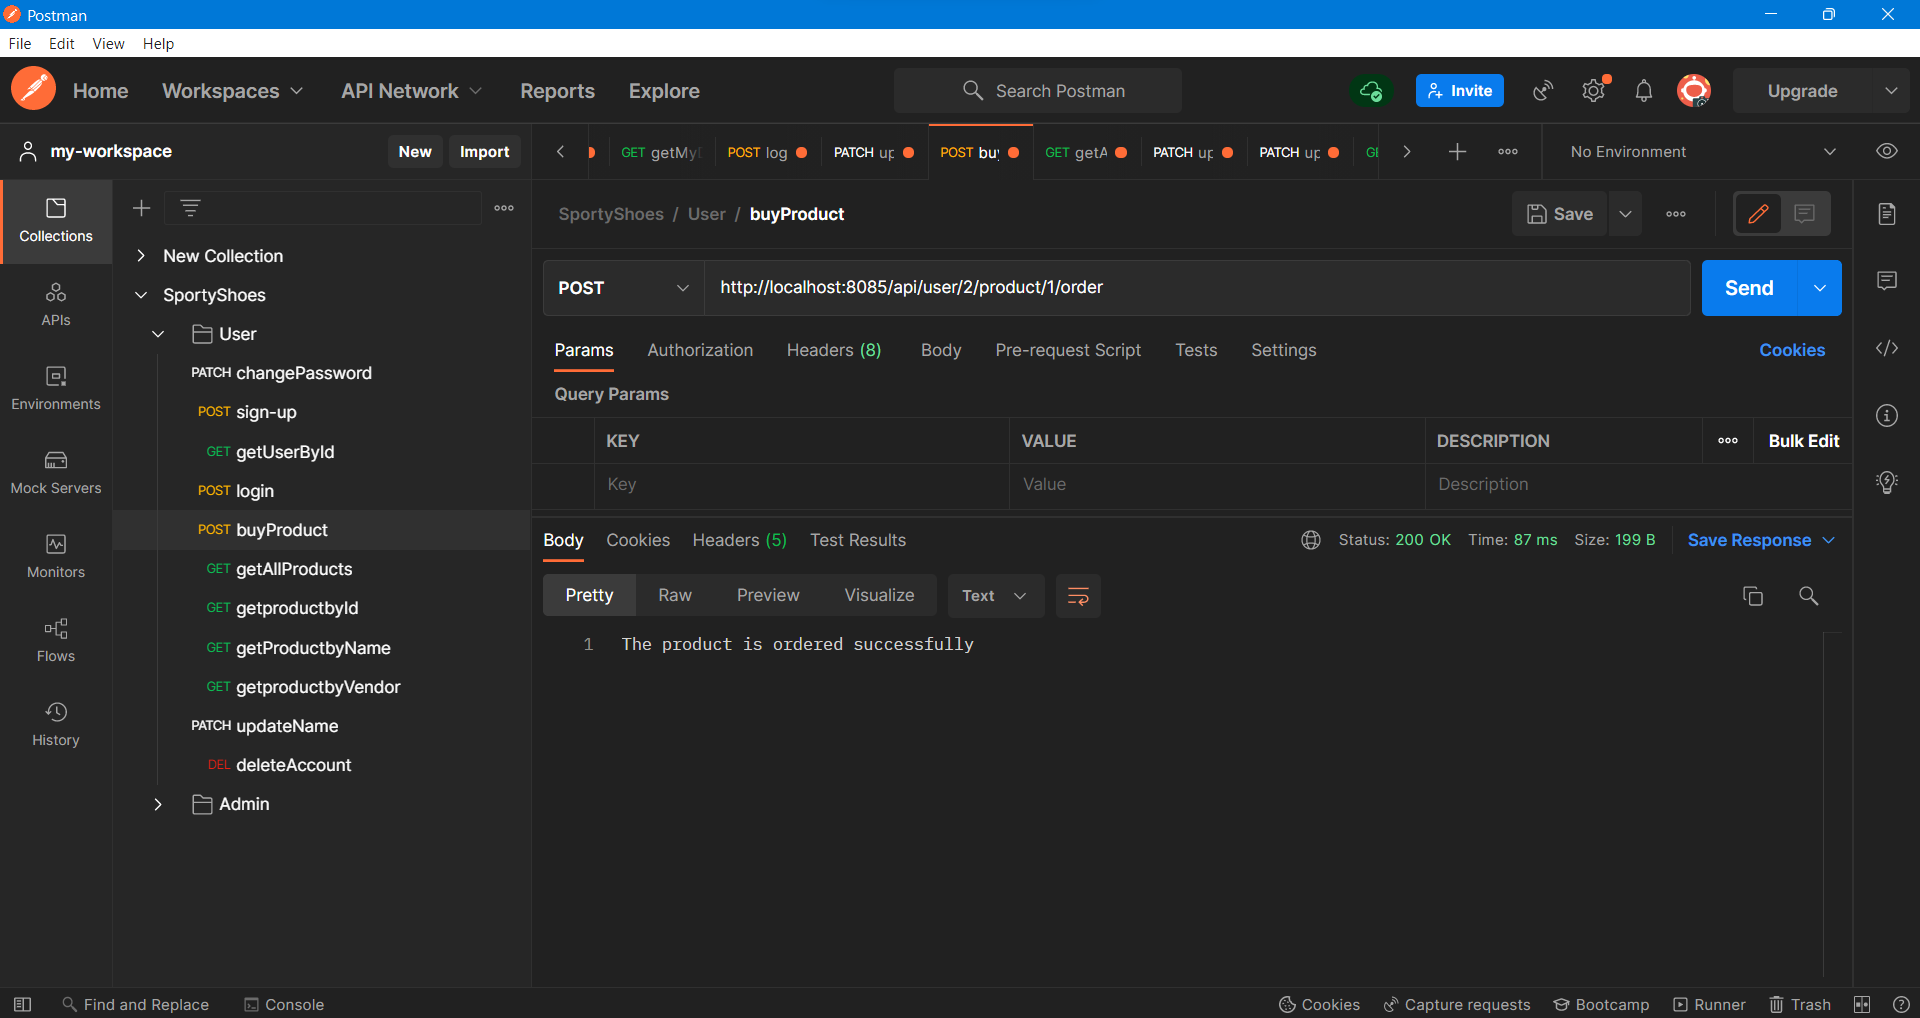 Postman
File Edit View Help
Home Workspaces API Network Reports Explore Search Postman Invite Upgrade
my-workspace New Import GET getMy POST log PATCH up POST buy GET getA PATCH up PATCH up No Environment
Collections
APIs
Environments
Mock Servers
Monitors
Flows
History
New Collection
SportyShoes
User
PATCH changePassword
POST sign-up
GET getUserById
POST login
POST buyProduct
GET getAllProducts
GET getproductbyId
GET getProductbyName
GET getproductbyVendor
PATCH updateName
DEL deleteAccount
Admin
SportyShoes / User / buyProduct Save
POST http://localhost:8085/api/user/2/product/1/order Send
Params Authorization Headers (8) Body Pre-request Script Tests Settings Cookies
Query Params
KEY VALUE DESCRIPTION Bulk Edit
Key Value Description
Body Cookies Headers (5) Test Results Status: 200 OK Time: 87 ms Size: 199 B Save Response
Pretty Raw Preview Visualize Text
1 The product is ordered successfully
Find and Replace Console Cookies Capture requests Bootcamp Runner Trash